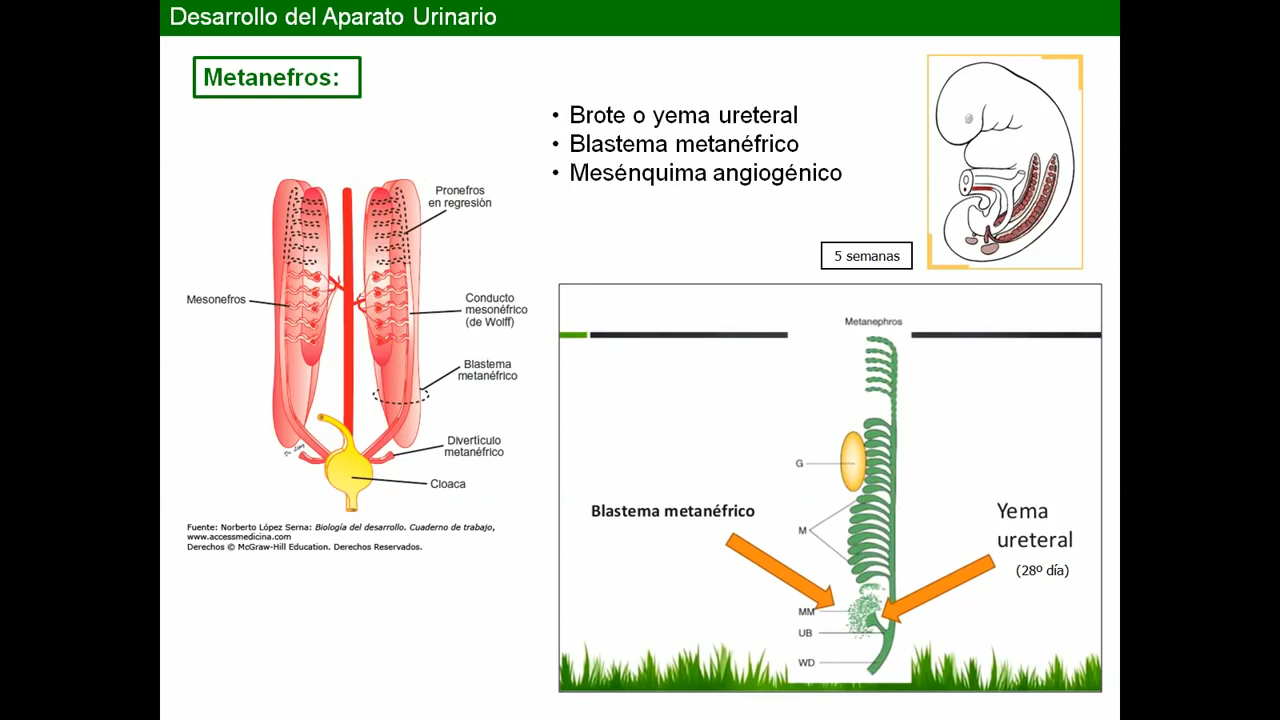 Desarrollo del Aparato Urinario
Metanefros:
• Brote o yema ureteral
• Blastema metanéfrico
• Mesénquima angiogénico
5 semanas
Pronefros
en regresión
Mesonefros
Conducto
mesonéfrico
(de Wolff)
Blastema
metanéfrico
Divertículo
metanéfrico
Cloaca
Fuente: Norberto López Serna: Biología del desarrollo. Cuaderno de trabajo,
www.accessmedicina.com
Derechos © McGraw-Hill Education. Derechos Reservados.
Metanephros
G
Blastema metanéfrico
M
Yema
ureteral
(28º día)
MM
UB
WD